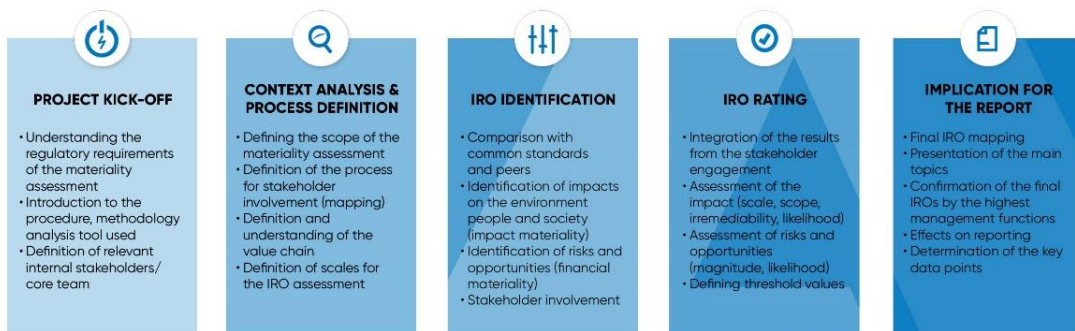 PROJECT KICK-OFF
• Understanding the
regulatory requirements
of the materiality
assessment
• Introduction to the
procedure, methodology
analysis tool used
• Definition of relevant
internal stakeholders/
core team
CONTEXT ANALYSIS &
PROCESS DEFINITION
• Defining the scope of the
materiality assessment
• Definition of the process
for stakeholder
involvement (mapping)
• Definition and
understanding of the
value chain
• Definition of scales for
the IRO assessment
IRO IDENTIFICATION
• Comparison with
common standards
and peers
• Identification of impacts
on the environment
people and society
(impact materiality)
• Identification of risks and
opportunities (financial
materiality)
• Stakeholder involvement
IRO RATING
• Integration of the results
from the stakeholder
engagement
• Assessment of the
impact (scale, scope,
irremediability, likelihood)
• Assessment of risks and
opportunities
(magnitude, likelihood)
• Defining threshold values
IMPLICATION FOR
THE REPORT
• Final IRO mapping
• Presentation of the main
topics
• Confirmation of the final
IROs by the highest
management functions
• Effects on reporting
• Determination of the key
data points